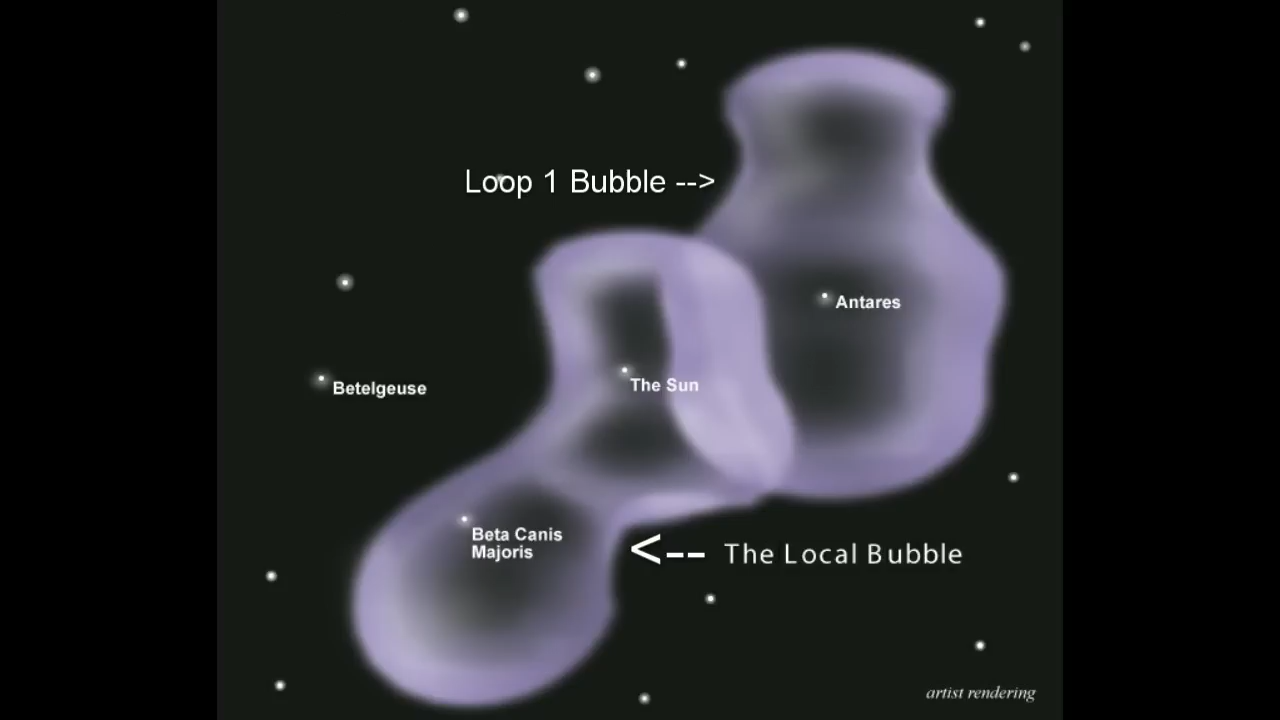 Loop 1 Bubble -->
Antares
The Sun
Betelgeuse
Beta Canis
Majoris
<-- The Local Bubble
artist rendering